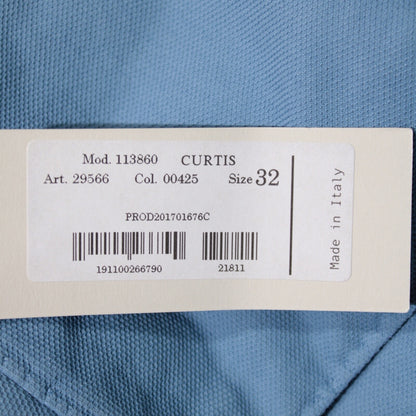 Mod. 113860 CURTIS
Art. 29566 Col. 00425 Size 32
PROD201701676C
191100266790 21811
Made in Italy